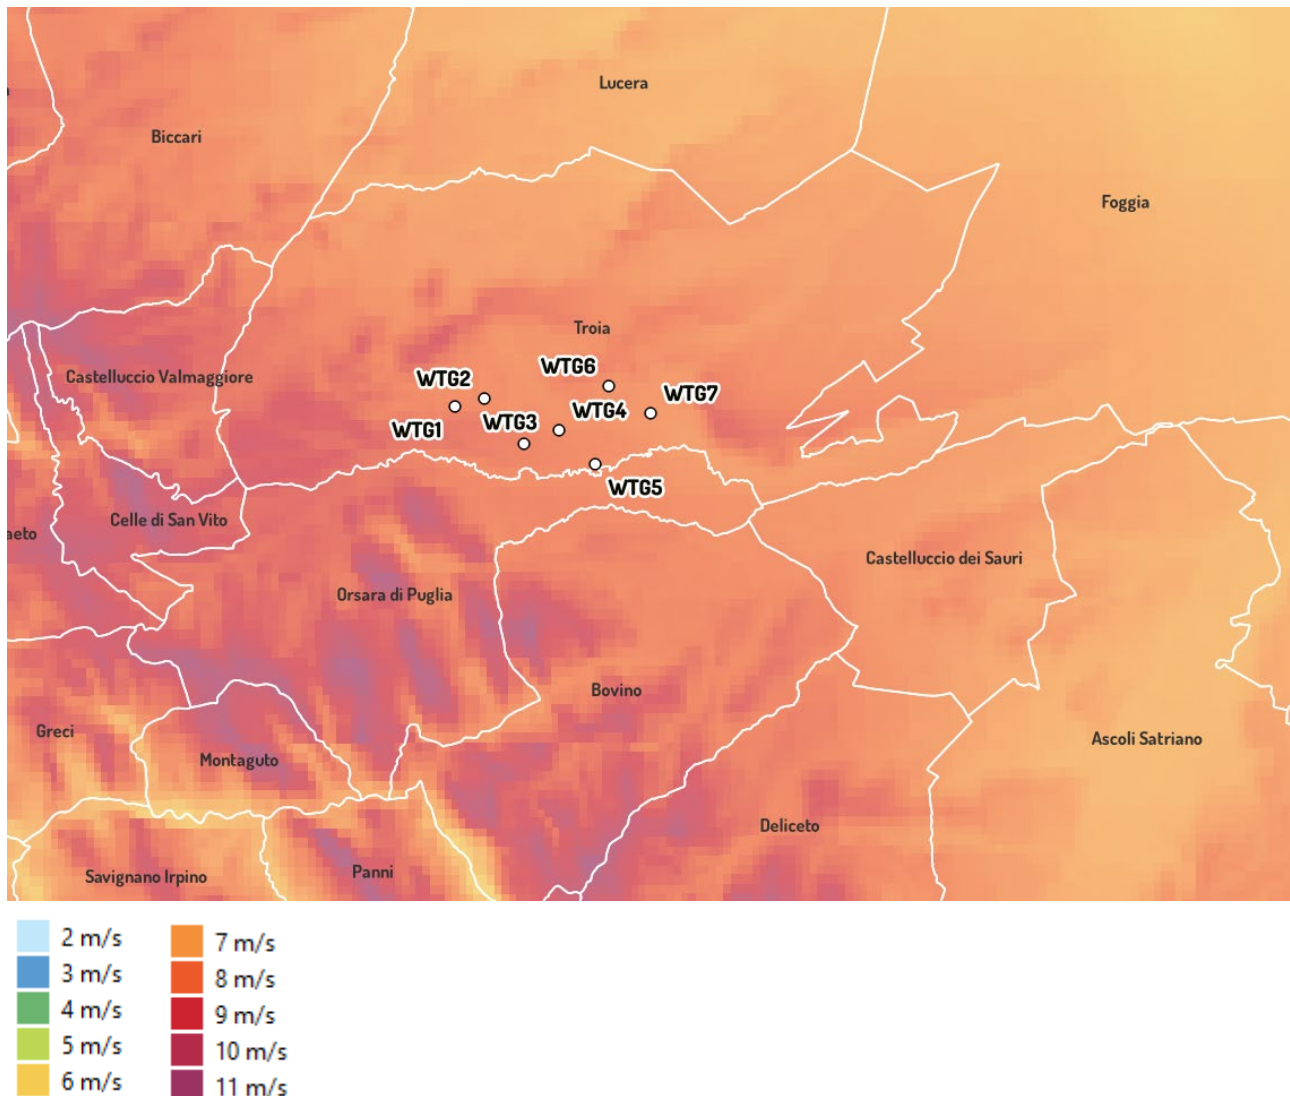 Lucera
Biccari
Foggia
Troia
WTG6
WTG2
Castelluccio Valmaggiore
WTG7
WTG4
WTG3
WTG1
WTG5
Celle di San Vito
aeto
Castelluccio dei Sauri
Orsara di Puglia
Bovino
Greci
Ascoli Satriano
Montaguto
Deliceto
Panni
Savignano Irpino
2 m/s
3 m/s
4 m/s
5 m/s
6 m/s
7 m/s
8 m/s
9 m/s
10 m/s
11 m/s